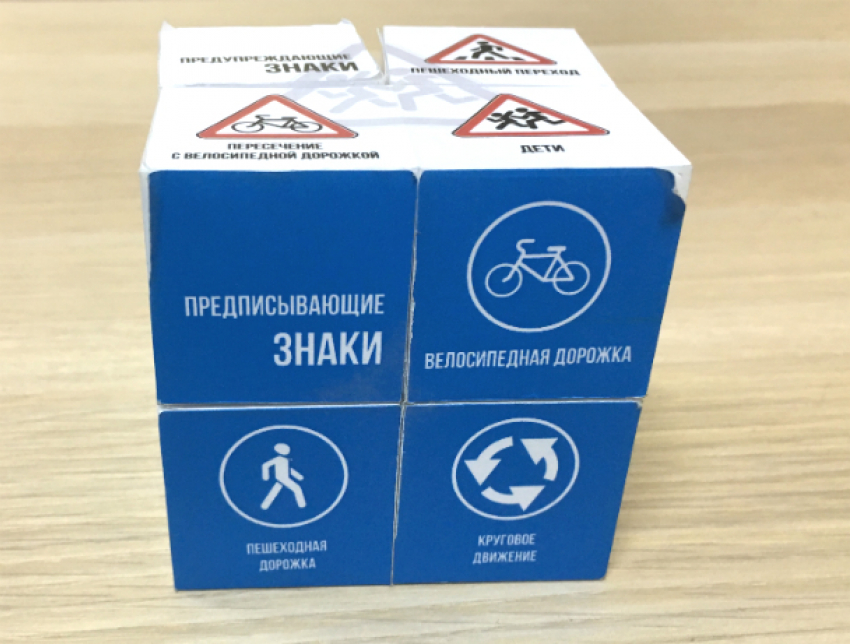 ПРЕДУПРЕЖДАЮЩИЕ
ЗНАКИ
ПЕШЕХОДНЫЙ ПЕРЕХОД
ПЕРЕСЕЧЕНИЕ
С ВЕЛОСИПЕДНОЙ ДОРОЖКОЙ
ДЕТИ
ПРЕДПИСЫВАЮЩИЕ
ЗНАКИ
ВЕЛОСИПЕДНАЯ ДОРОЖКА
ПЕШЕХОДНАЯ
ДОРОЖКА
КРУГОВОЕ
ДВИЖЕНИЕ